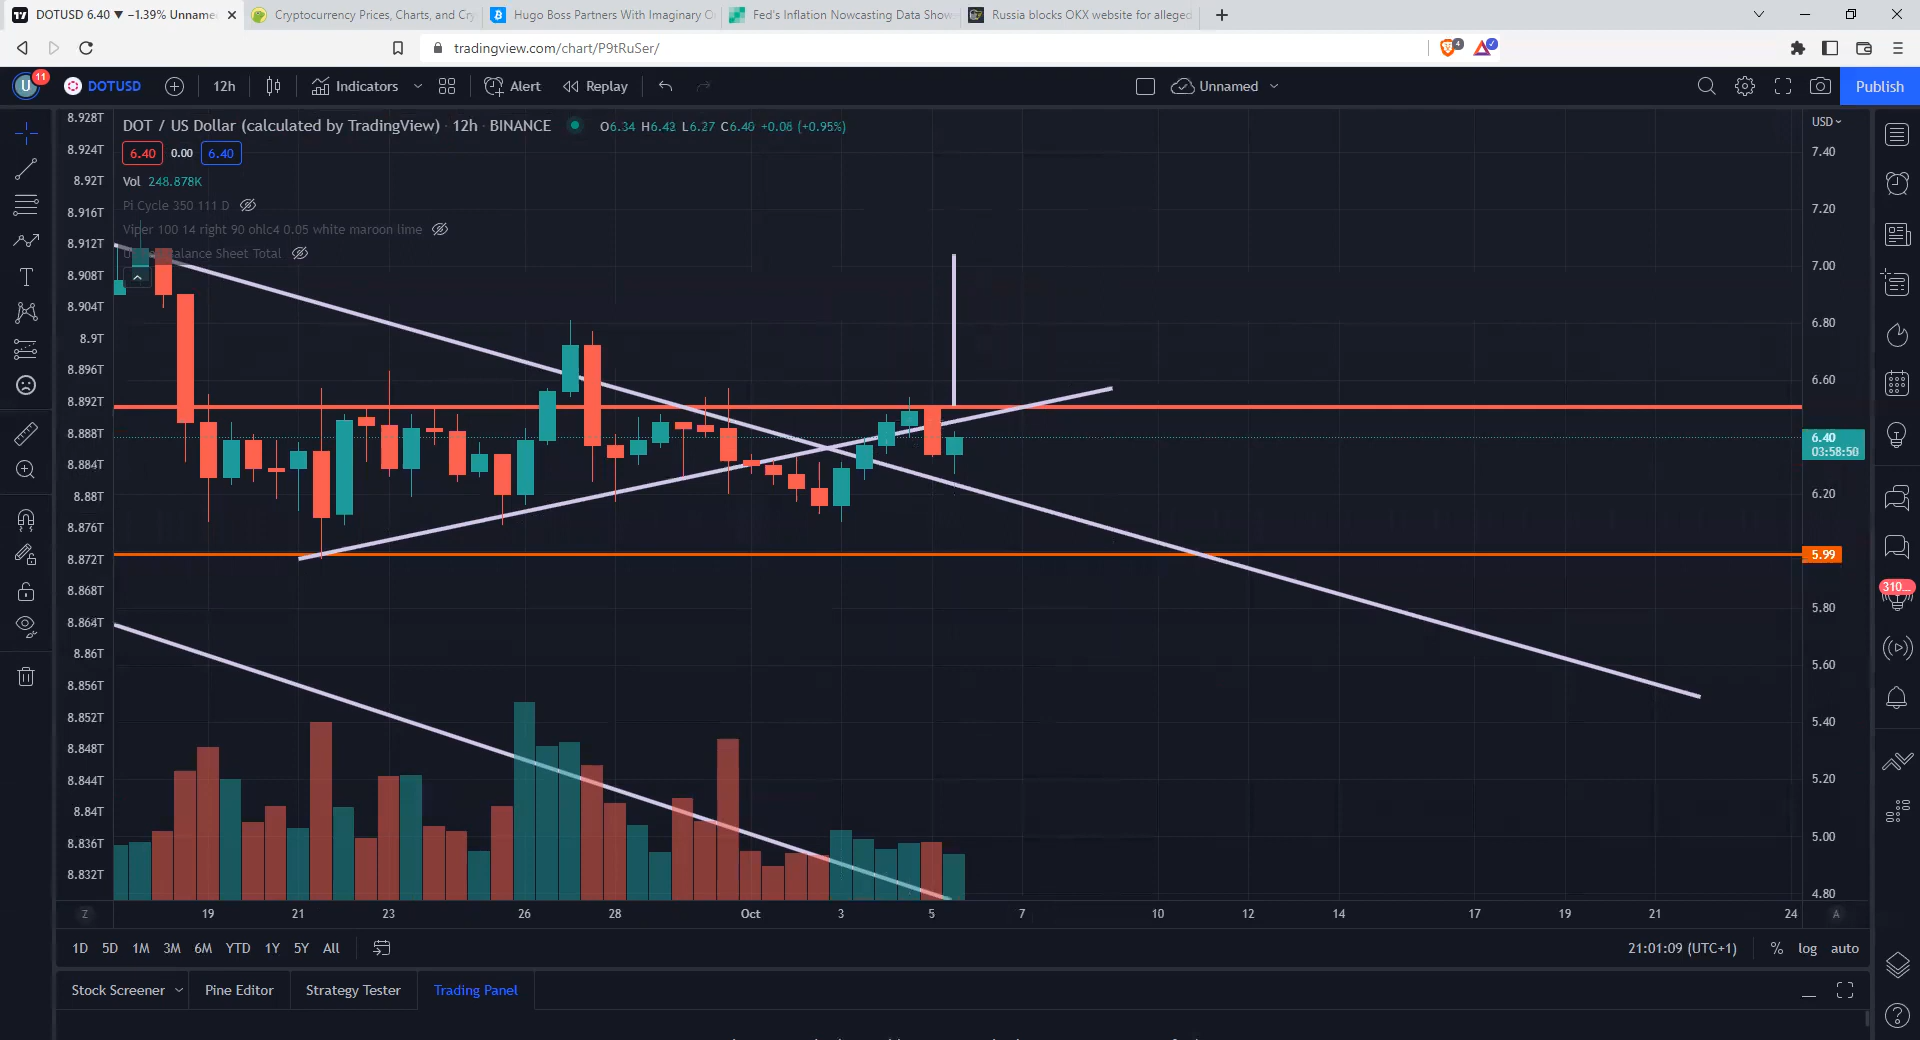 DOTUSD 6.40 ▼ −1.39% Unname
Cryptocurrency Prices, Charts, and Cry
Hugo Boss Partners With Imaginary O
Fed's Inflation Nowcasting Data Show
Russia blocks OKX website for alleged
tradingview.com/chart/P9tRuSer/
4
U 11 DOTUSD 12h Indicators Alert Replay Unnamed Publish
DOT / US Dollar (calculated by TradingView) · 12h · BINANCE O6.34 H6.42 L6.27 C6.40 +0.08 (+0.95%)
6.40 0.00 6.40
Vol 248.878K
Pi Cycle 350 111 D
Viper 100 14 right 90 ohlc4 0.05 white maroon lime
alance Sheet Total
8.928T
8.924T
8.92T
8.916T
8.912T
8.908T
8.904T
8.9T
8.896T
8.892T
8.888T
8.884T
8.88T
8.876T
8.872T
8.868T
8.864T
8.86T
8.856T
8.852T
8.848T
8.844T
8.84T
8.836T
8.832T
USD
7.40
7.20
7.00
6.80
6.60
6.40
03:58:50
6.20
5.99
5.80
5.60
5.40
5.20
5.00
4.80
310...
Z 19 21 23 26 28 Oct 3 5 7 10 12 14 17 19 21 24 A
1D 5D 1M 3M 6M YTD 1Y 5Y All 21:01:09 (UTC+1) % log auto
Stock Screener Pine Editor Strategy Tester Trading Panel